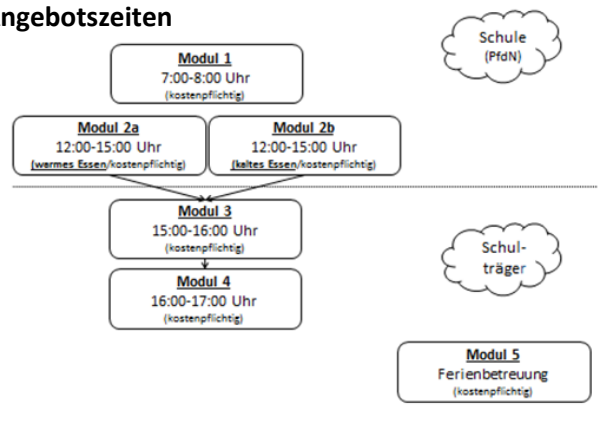 ngebotszeiten
Schule
(PfdN)
Modul 1
7:00-8:00 Uhr
(kostenpflichtig)
Modul 2a
12:00-15:00 Uhr
(warmes Essen/kostenpflichtig)
Modul 2b
12:00-15:00 Uhr
(kaltes Essen/kostenpflichtig)
Modul 3
15:00-16:00 Uhr
(kostenpflichtig)
Schul-
träger
Modul 4
16:00-17:00 Uhr
(kostenpflichtig)
Modul 5
Ferienbetreuung
(kostenpflichtig)